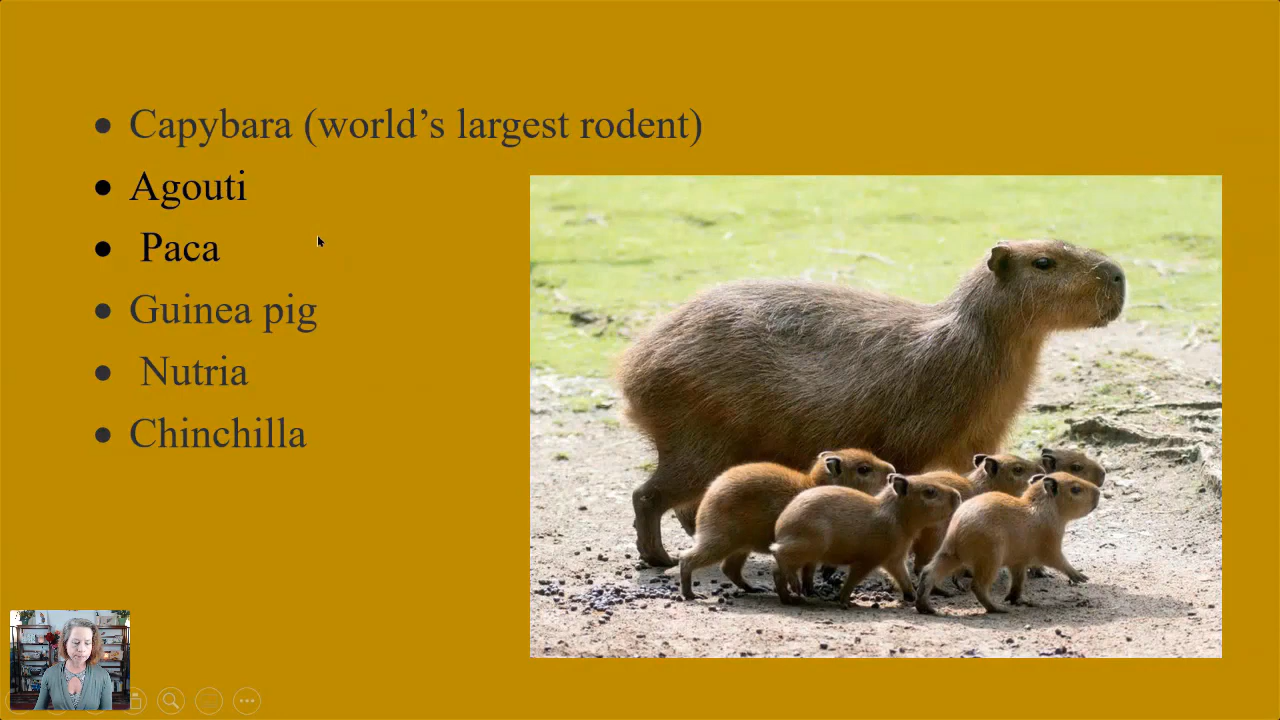 • Capybara (world’s largest rodent)
• Agouti
• Paca
• Guinea pig
• Nutria
• Chinchilla